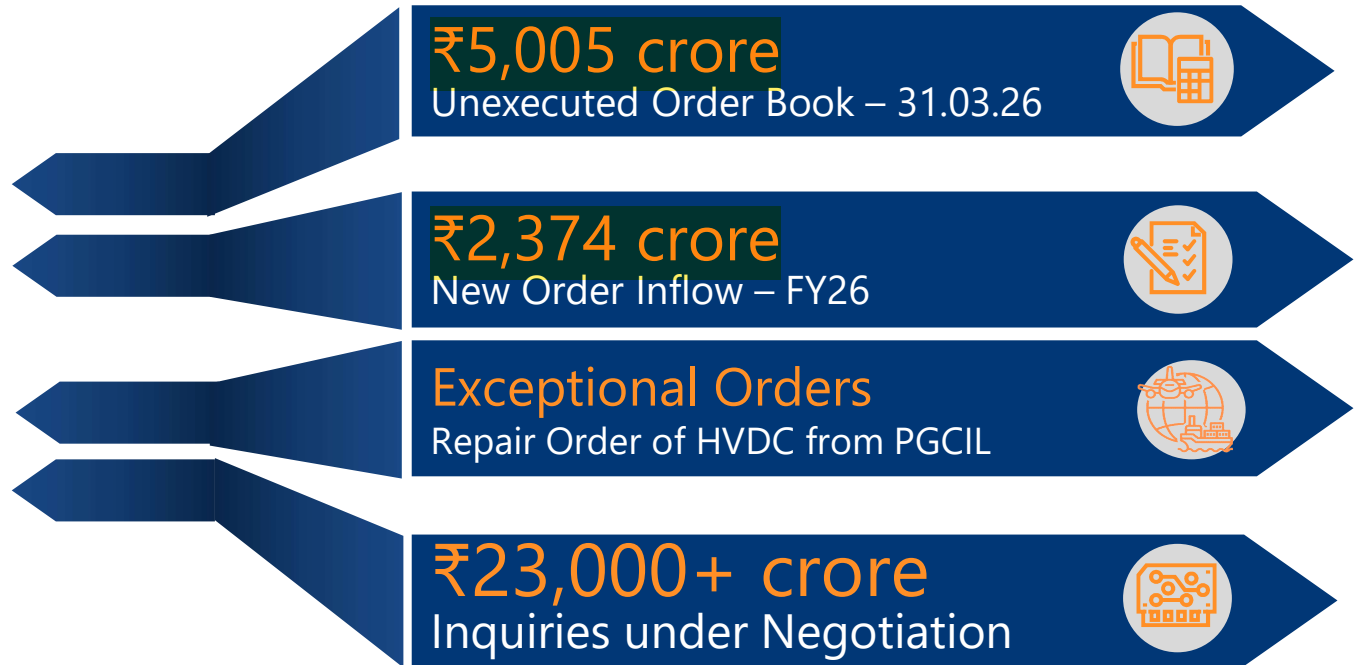 ₹5,005 crore
Unexecuted Order Book – 31.03.26
₹2,374 crore
New Order Inflow – FY26
Exceptional Orders
Repair Order of HVDC from PGCIL
₹23,000+ crore
Inquiries under Negotiation